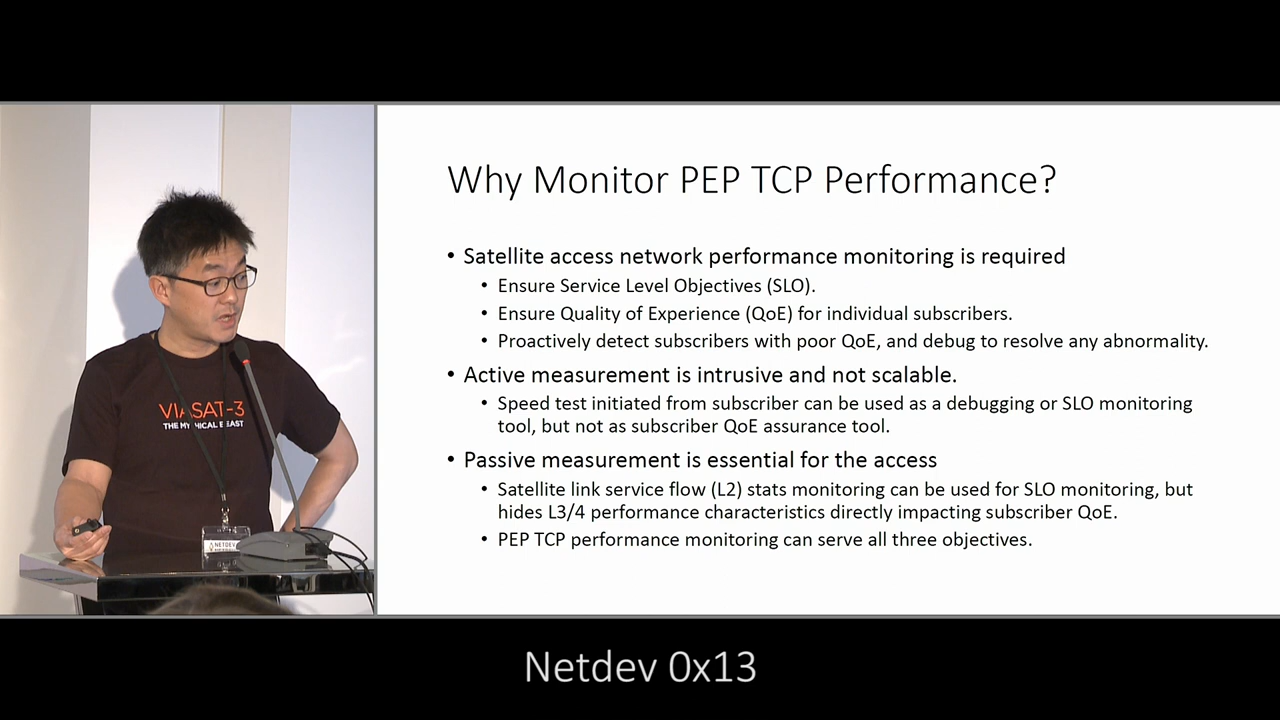 Why Monitor PEP TCP Performance?
• Satellite access network performance monitoring is required
• Ensure Service Level Objectives (SLO).
• Ensure Quality of Experience (QoE) for individual subscribers.
• Proactively detect subscribers with poor QoE, and debug to resolve any abnormality.
• Active measurement is intrusive and not scalable.
• Speed test initiated from subscriber can be used as a debugging or SLO monitoring
tool, but not as subscriber QoE assurance tool.
• Passive measurement is essential for the access
• Satellite link service flow (L2) stats monitoring can be used for SLO monitoring, but
hides L3/4 performance characteristics directly impacting subscriber QoE.
• PEP TCP performance monitoring can serve all three objectives.
VIASAT-3
THE MYTHICAL BEAST
NETDEV
Netdev 0x13